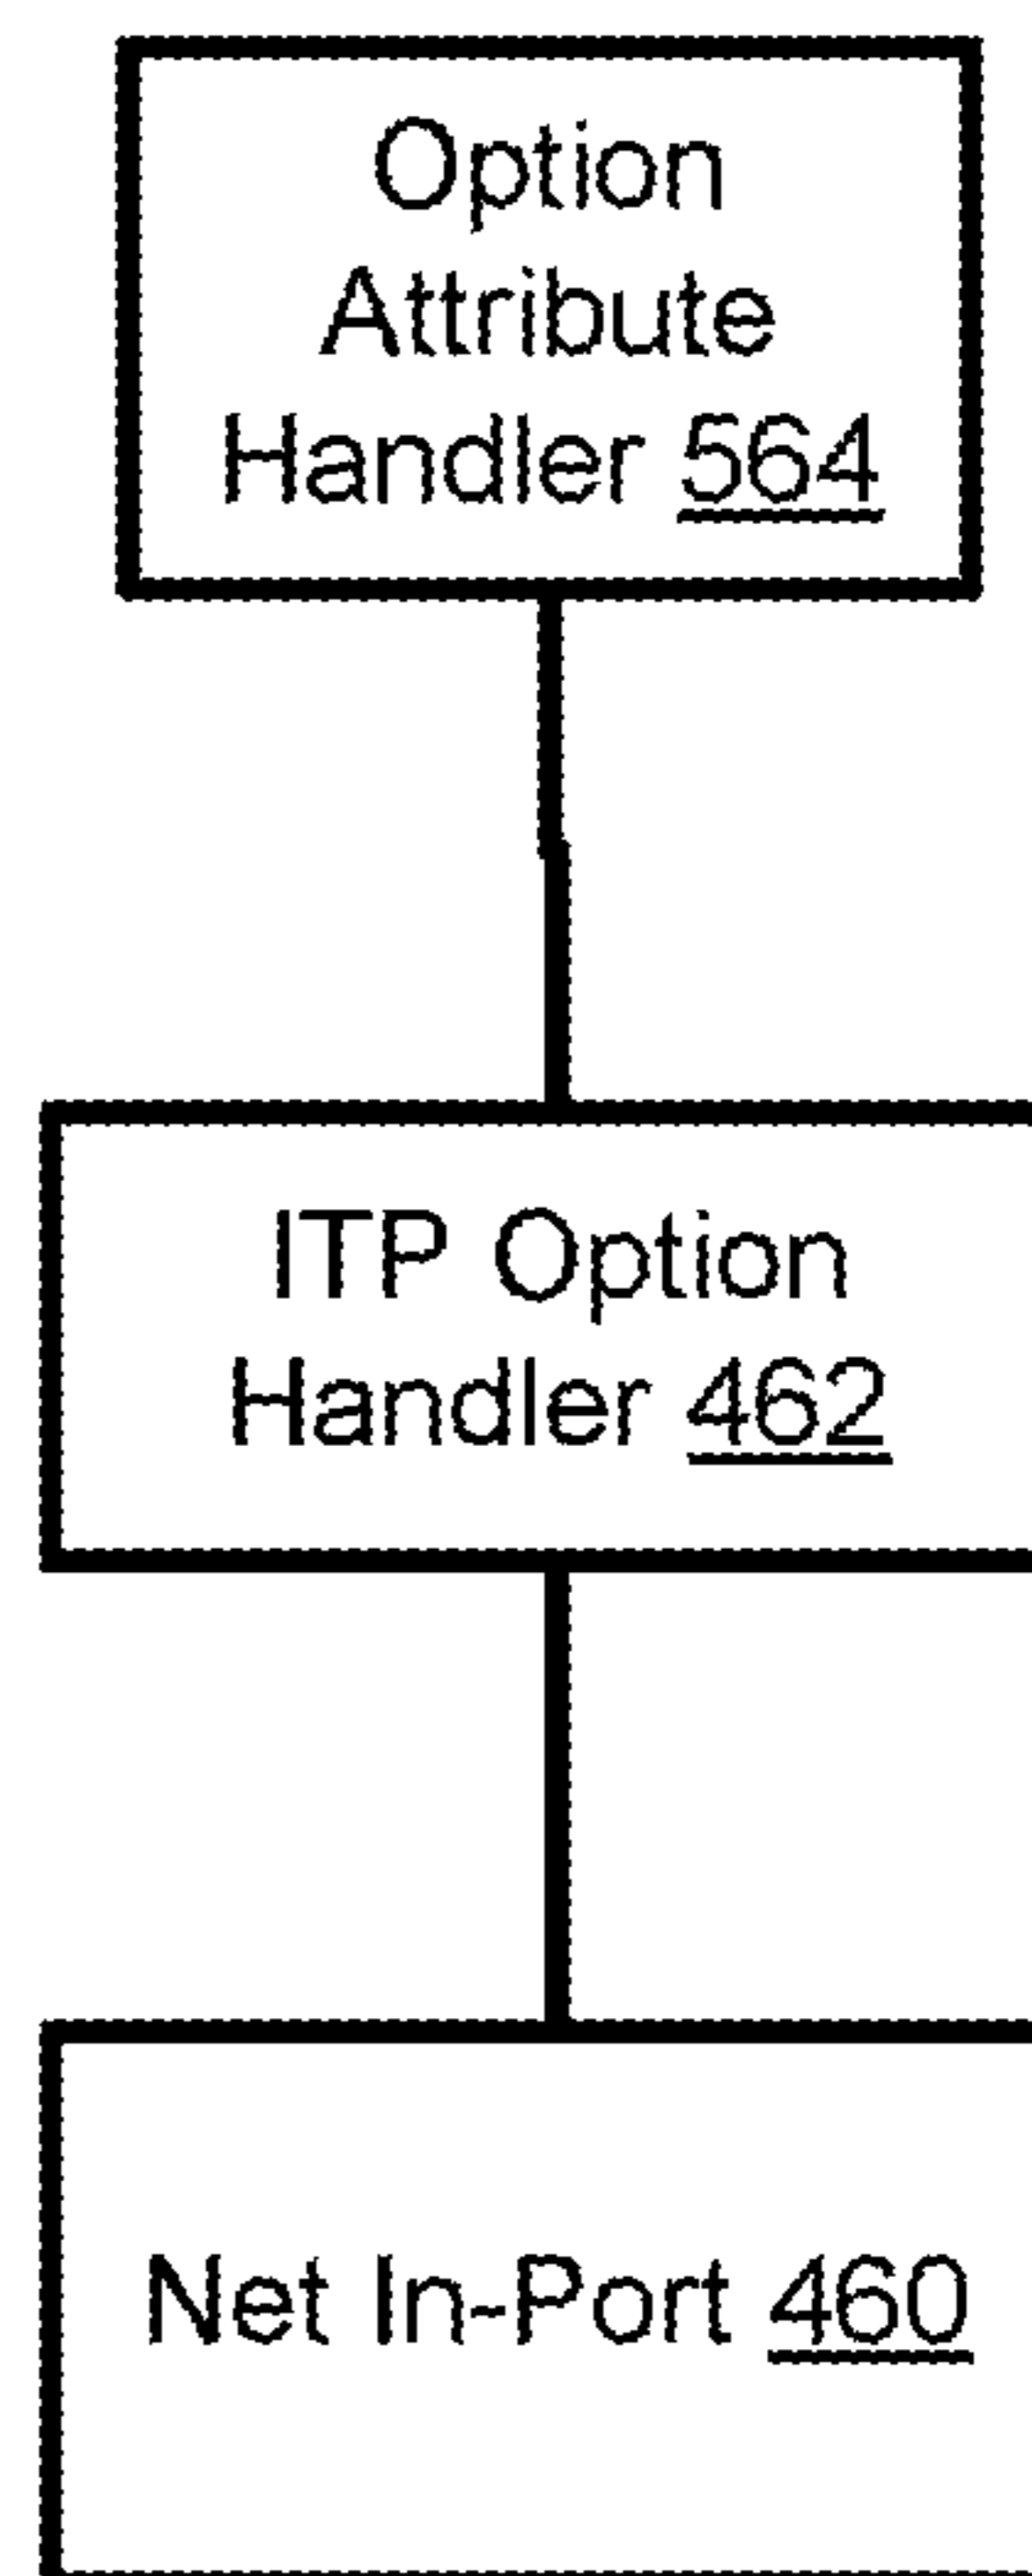 Option
Attribute
Handler 564
ITP Option
Handler 462
Net In-Port 460